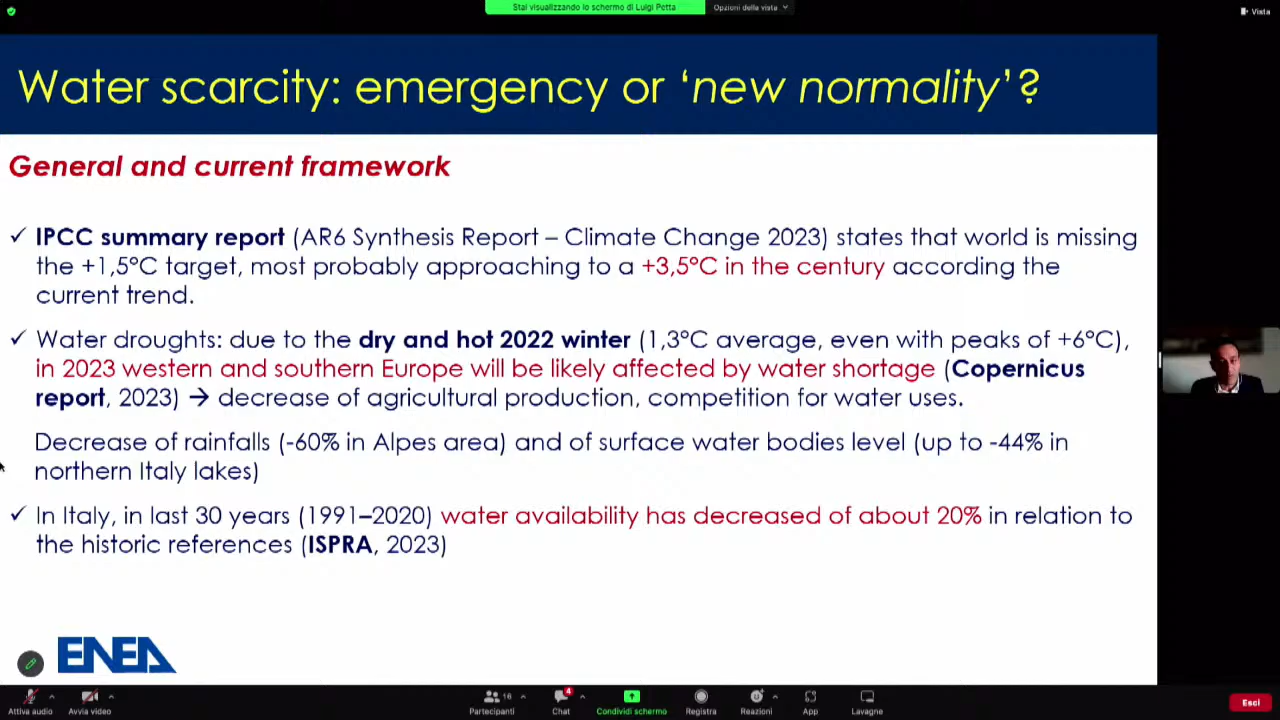 Stai visualizzando lo schermo di Luigi Petta
Opzioni della vista
Vista
Water scarcity: emergency or ‘new normality’?
General and current framework
✓ IPCC summary report (AR6 Synthesis Report – Climate Change 2023) states that world is missing
the +1,5°C target, most probably approaching to a +3,5°C in the century according the
current trend.
✓ Water droughts: due to the dry and hot 2022 winter (1,3°C average, even with peaks of +6°C),
in 2023 western and southern Europe will be likely affected by water shortage (Copernicus
report, 2023) → decrease of agricultural production, competition for water uses.
Decrease of rainfalls (-60% in Alpes area) and of surface water bodies level (up to -44% in
northern Italy lakes)
✓ In Italy, in last 30 years (1991–2020) water availability has decreased of about 20% in relation to
the historic references (ISPRA, 2023)
ENEA
Attiva audio
Avvia video
Partecipanti
16
Chat
4
Condividi schermo
Registra
Reazioni
App
Lavagne
Esci